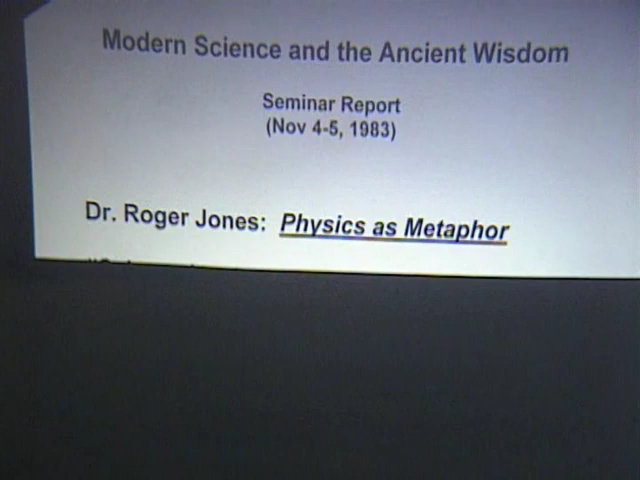 Modern Science and the Ancient Wisdom
Seminar Report
(Nov 4-5, 1983)
Dr. Roger Jones: Physics as Metaphor